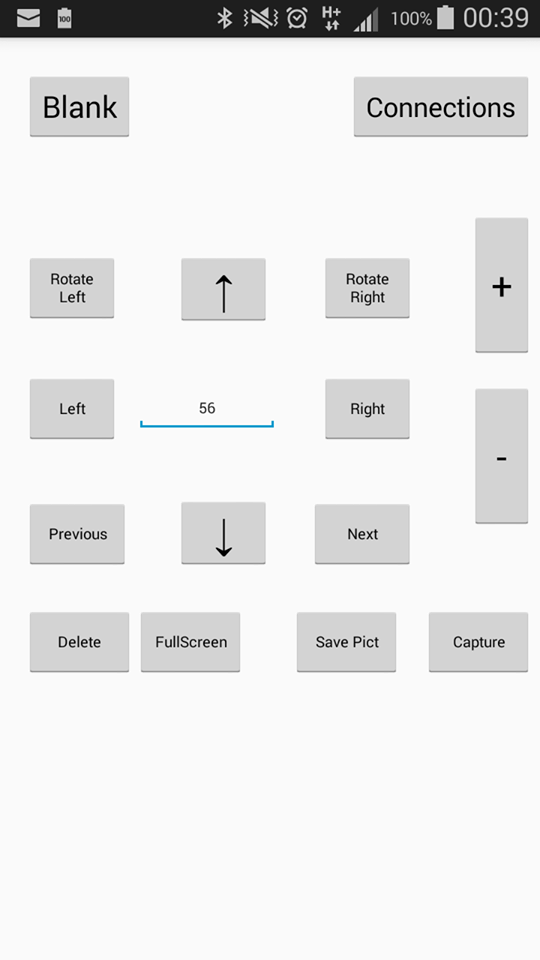 100
H+
100%
00:39
Blank
Connections
Rotate
Left
↑
Rotate
Right
+
Left
56
Right
-
Previous
↓
Next
Delete
FullScreen
Save Pict
Capture